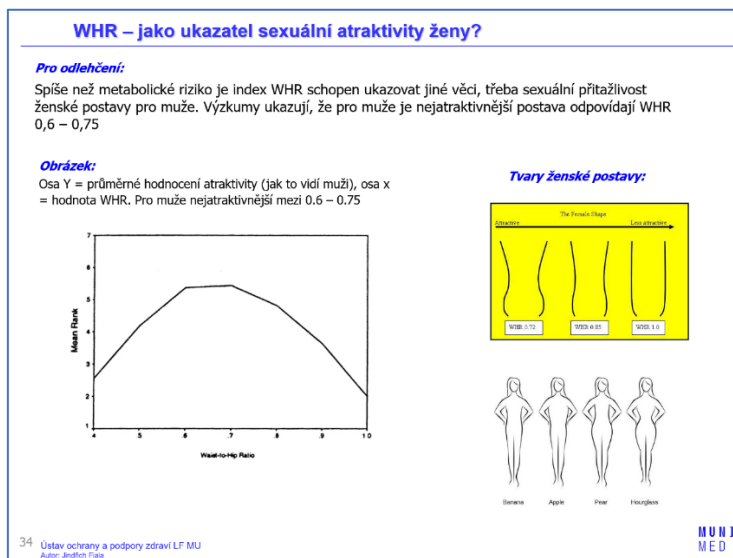 WHR – jako ukazatel sexuální atraktivity ženy?
Pro odlehčení:
Spíše než metabolické riziko je index WHR schopen ukazovat jiné věci, třeba sexuální přitažlivost
ženské postavy pro muže. Výzkumy ukazují, že pro muže je nejatraktivnější postava odpovídají WHR
0,6 – 0,75
Obrázek:
Osa Y = průměrné hodnocení atraktivity (jak to vidí muži), osa x
= hodnota WHR. Pro muže nejatraktivnější mezi 0.6 – 0.75
7
6
5
4
3
2
1
Mean Rank
.4 .5 .6 .7 .8 .9 1.0
Waist-to-Hip Ratio
Tvary ženské postavy:
The Female Shape
Attractive Less attractive
WHR 0.72 WHR 0.85 WHR 1.0
Banana Apple Pear Hourglass
34 Ústav ochrany a podpory zdraví LF MU
Autor: Jindřich Fiala
MUNI
MED